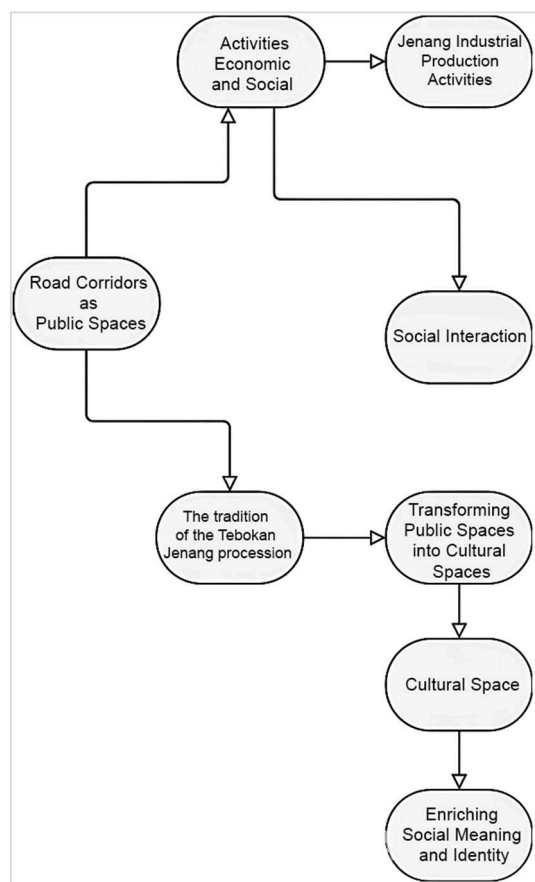 Activities
Economic
and Social
Jenang Industrial
Production
Activities
Road Corridors
as
Public Spaces
Social Interaction
The tradition
of the Tebokan
Jenang procession
Transforming
Public Spaces
into Cultural
Spaces
Cultural Space
Enriching
Social Meaning
and Identity